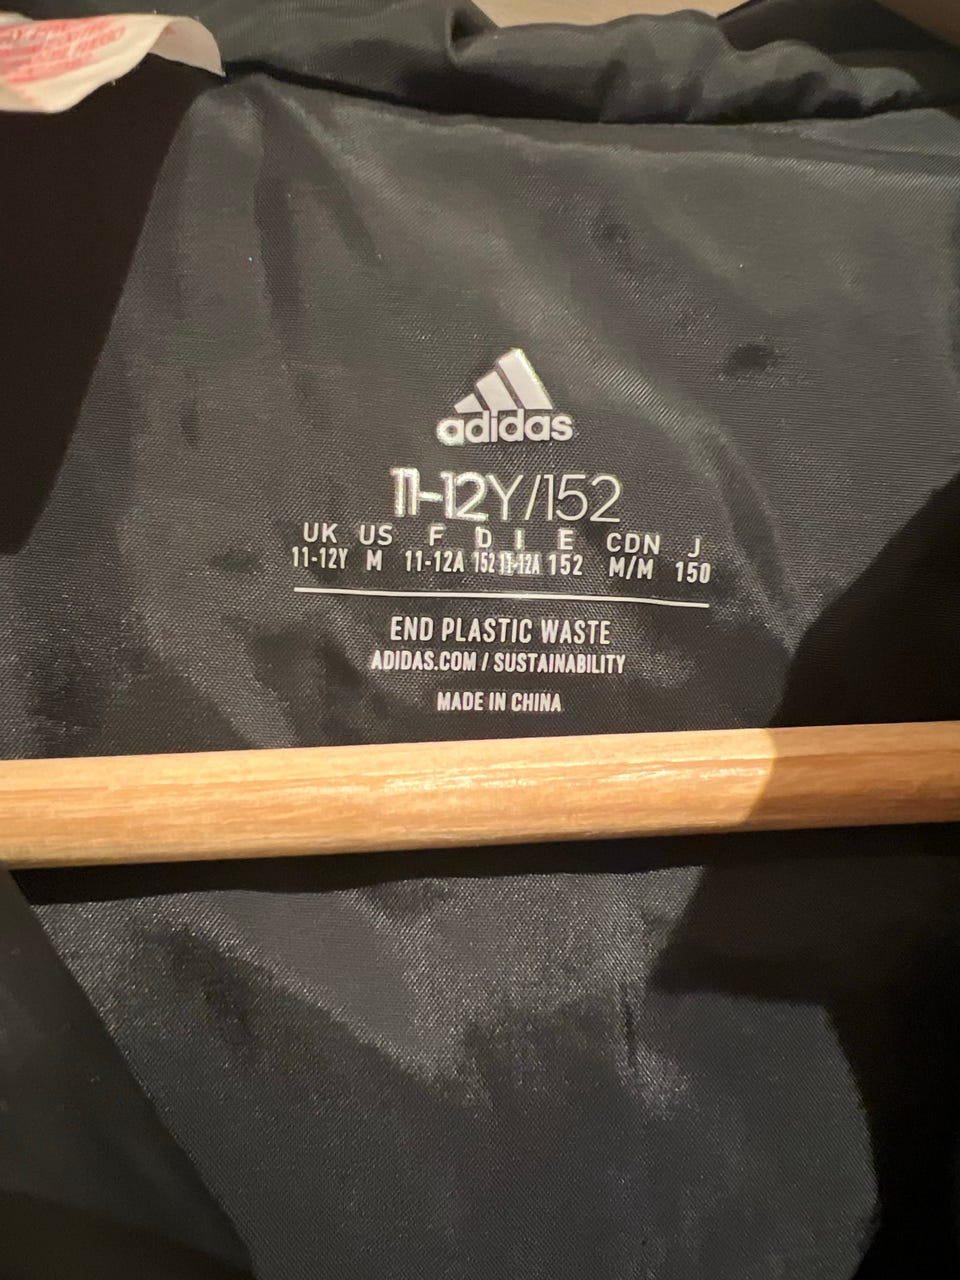 adidas
11-12Y/152
UK US F D I E CDN J
11-12Y M 11-12A 152 11-12A 152 M/M 150
END PLASTIC WASTE
ADIDAS.COM / SUSTAINABILITY
MADE IN CHINA